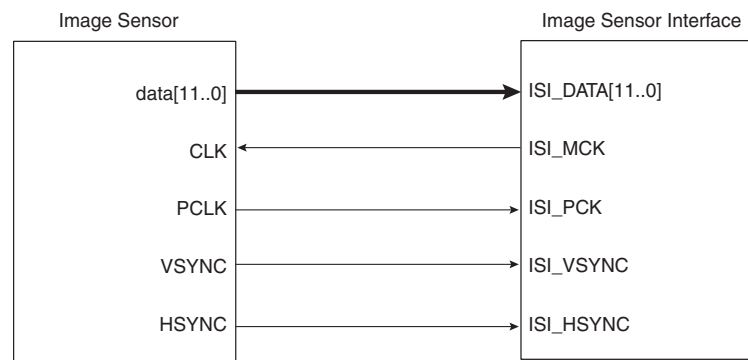 Image Sensor
Image Sensor Interface
data[11..0]
ISI_DATA[11..0]
CLK
ISI_MCK
PCLK
ISI_PCK
VSYNC
ISI_VSYNC
HSYNC
ISI_HSYNC